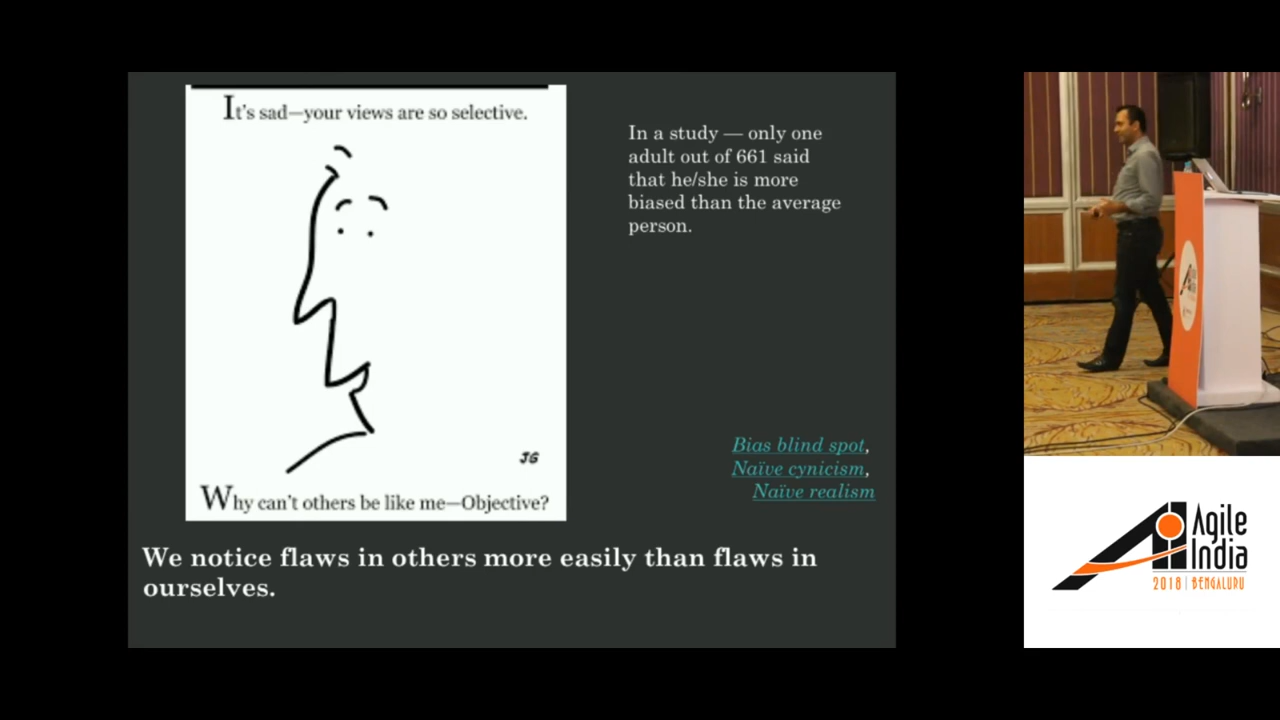 It's sad—your views are so selective.
JG
Why can't others be like me—Objective?
In a study — only one
adult out of 661 said
that he/she is more
biased than the average
person.
Bias blind spot,
Naïve cynicism,
Naïve realism
We notice flaws in others more easily than flaws in
ourselves.
Agile
India
2018 | BENGALURU